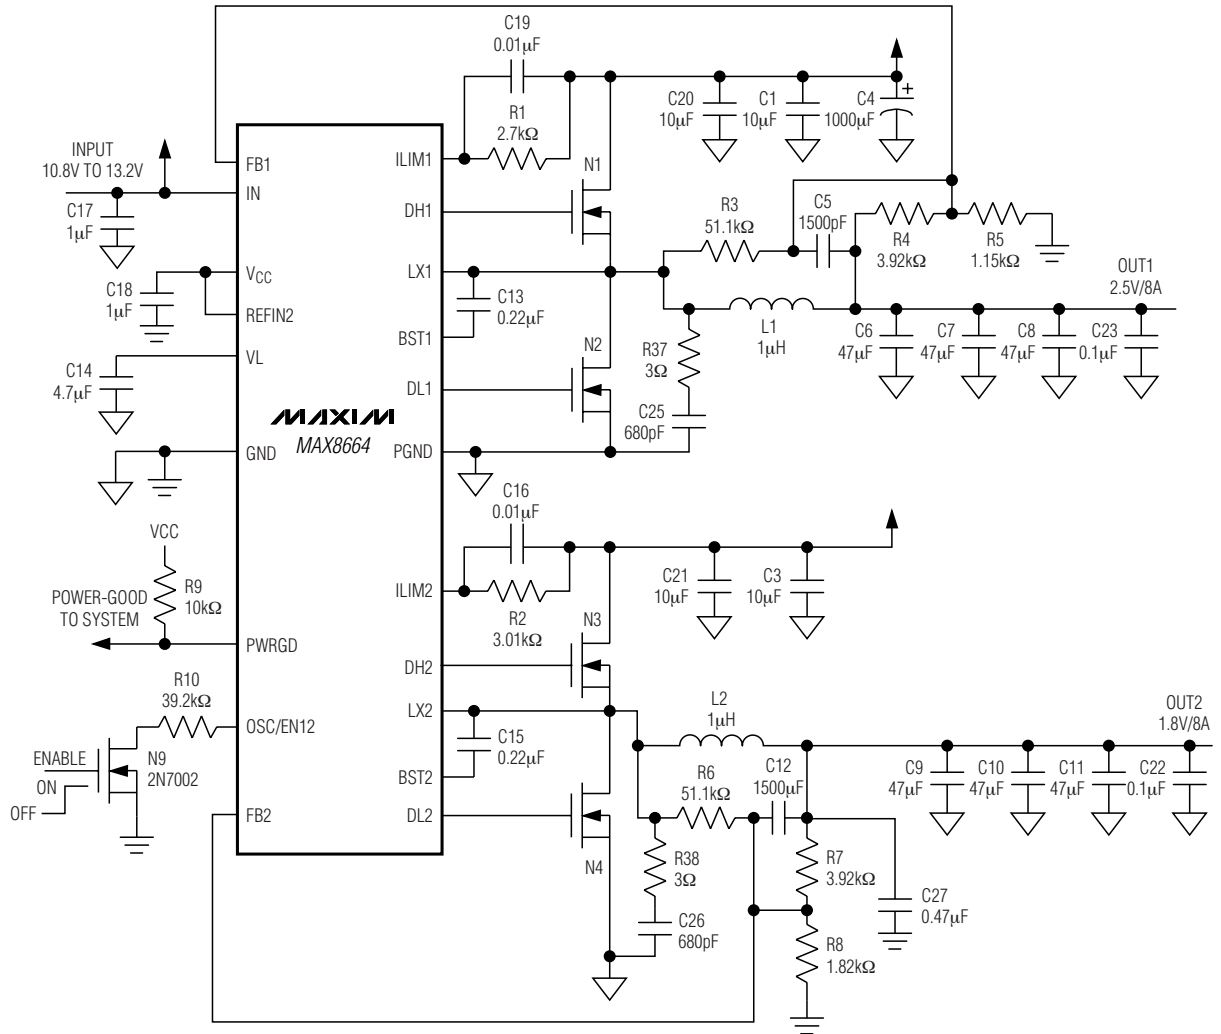 C19
0.01µF
R1
2.7kΩ
C20
10µF
C1
10µF
C4
1000µF
+
INPUT
10.8V TO 13.2V
C17
1µF
C18
1µF
C14
4.7µF
FB1
IN
VCC
REFIN2
VL
GND
PWRGD
OSC/EN12
FB2
MAXIM
MAX8664
ILIM1
DH1
LX1
BST1
DL1
PGND
ILIM2
DH2
LX2
BST2
DL2
N1
C13
0.22µF
N2
R3
51.1kΩ
C5
1500pF
R4
3.92kΩ
R5
1.15kΩ
OUT1
2.5V/8A
L1
1µH
R37
3Ω
C25
680pF
C6
47µF
C7
47µF
C8
47µF
C23
0.1µF
VCC
R9
10kΩ
POWER-GOOD
TO SYSTEM
R10
39.2kΩ
ENABLE
ON
OFF
N9
2N7002
C16
0.01µF
R2
3.01kΩ
C21
10µF
C3
10µF
N3
C15
0.22µF
N4
L2
1µH
R6
51.1kΩ
C12
1500µF
R38
3Ω
C26
680pF
R7
3.92kΩ
R8
1.82kΩ
C27
0.47µF
OUT2
1.8V/8A
C9
47µF
C10
47µF
C11
47µF
C22
0.1µF